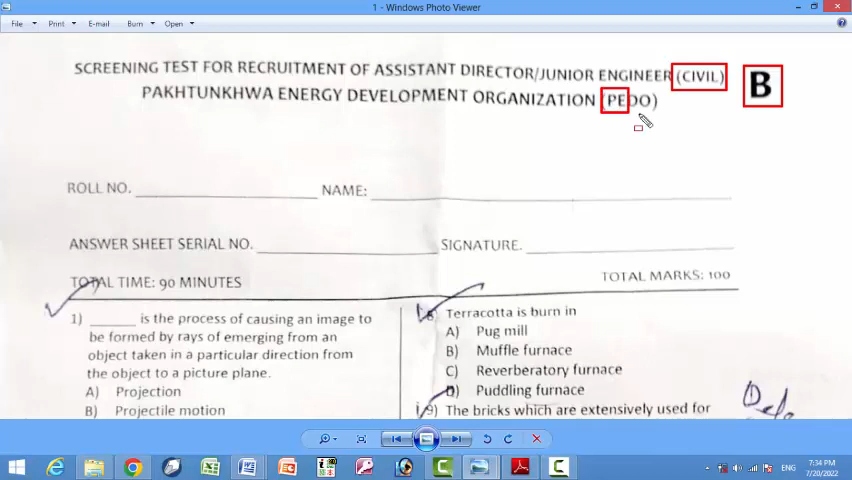 1 - Windows Photo Viewer
File Print E-mail Burn Open
SCREENING TEST FOR RECRUITMENT OF ASSISTANT DIRECTOR/JUNIOR ENGINEER (CIVIL)
PAKHTUNKHWA ENERGY DEVELOPMENT ORGANIZATION (PEDO)
B
ROLL NO. NAME:
ANSWER SHEET SERIAL NO. SIGNATURE.
TOTAL TIME: 90 MINUTES TOTAL MARKS: 100
1) ______ is the process of causing an image to
be formed by rays of emerging from an
object taken in a particular direction from
the object to a picture plane.
A) Projection
B) Projectile motion
Terracotta is burn in
A) Pug mill
B) Muffle furnace
C) Reverberatory furnace
D) Puddling furnace
9) The bricks which are extensively used for
ENG
7:34 PM
7/20/2022